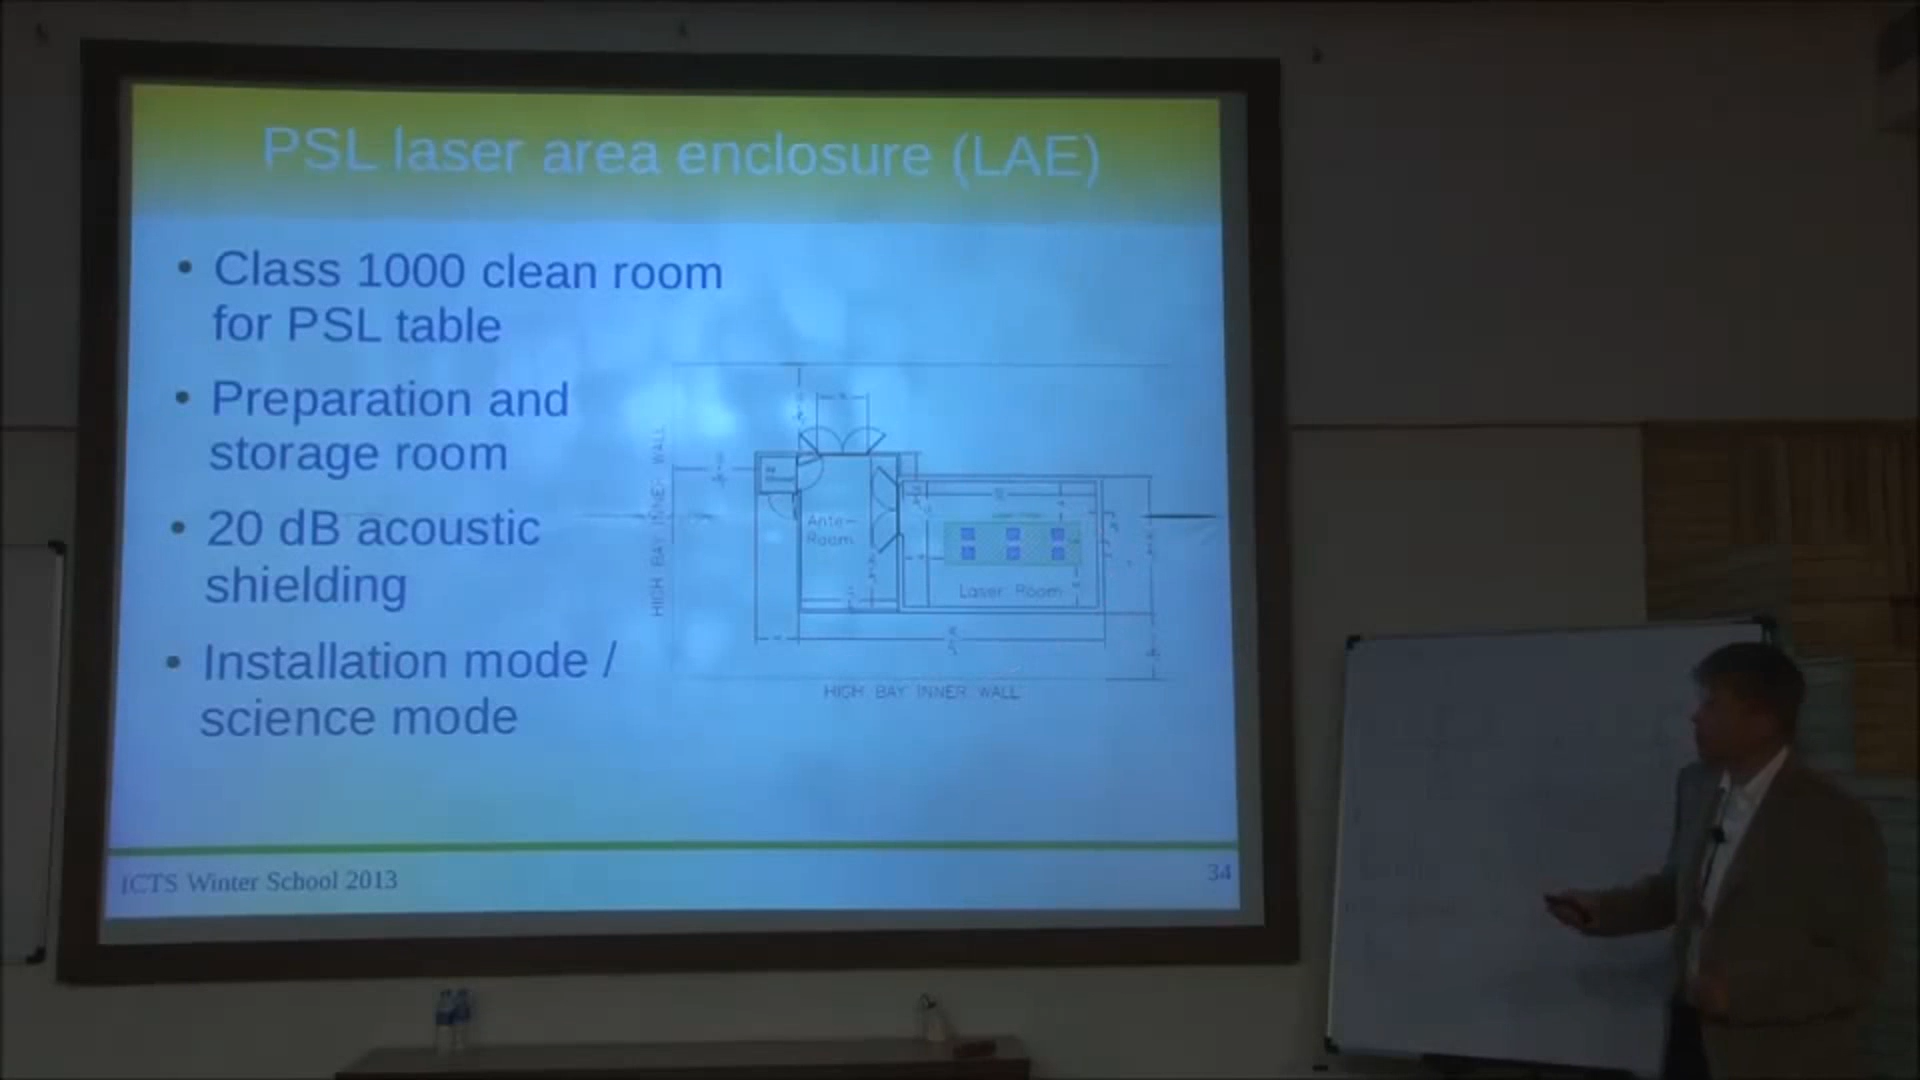 PSL laser area enclosure (LAE)
• Class 1000 clean room
for PSL table
• Preparation and
storage room
• 20 dB acoustic
shielding
• Installation mode /
science mode
HIGH BAY INNER WALL
Ante-
Room
Laser Room
HIGH BAY INNER WALL
ICTS Winter School 2013
34